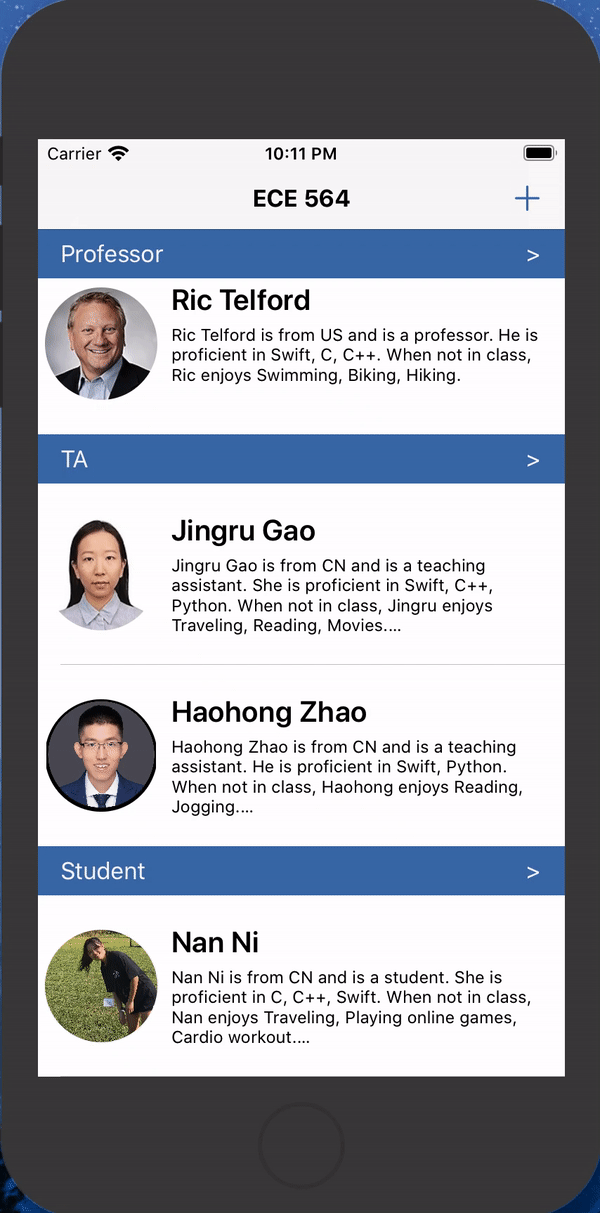 Carrier 10:11 PM
ECE 564 +
Professor >
Ric Telford
Ric Telford is from US and is a professor. He is
proficient in Swift, C, C++. When not in class,
Ric enjoys Swimming, Biking, Hiking.
TA >
Jingru Gao
Jingru Gao is from CN and is a teaching
assistant. She is proficient in Swift, C++,
Python. When not in class, Jingru enjoys
Traveling, Reading, Movies....
Haohong Zhao
Haohong Zhao is from CN and is a teaching
assistant. He is proficient in Swift, Python.
When not in class, Haohong enjoys Reading,
Jogging....
Student >
Nan Ni
Nan Ni is from CN and is a student. She is
proficient in C, C++, Swift. When not in class,
Nan enjoys Traveling, Playing online games,
Cardio workout....